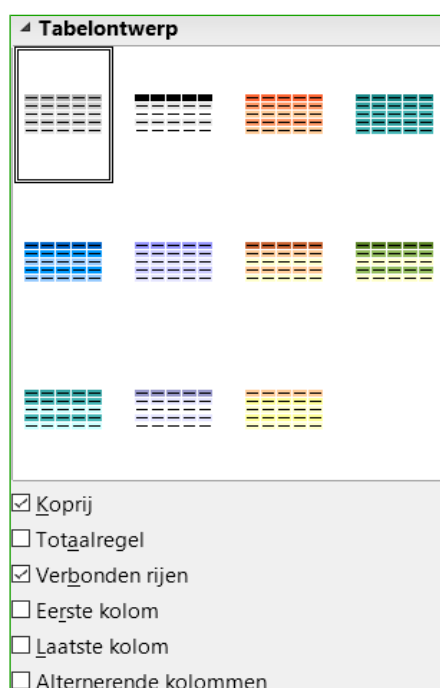 Tabelontwerp
Koprij
Totaalregel
Verbonden rijen
Eerste kolom
Laatste kolom
Alternerende kolommen